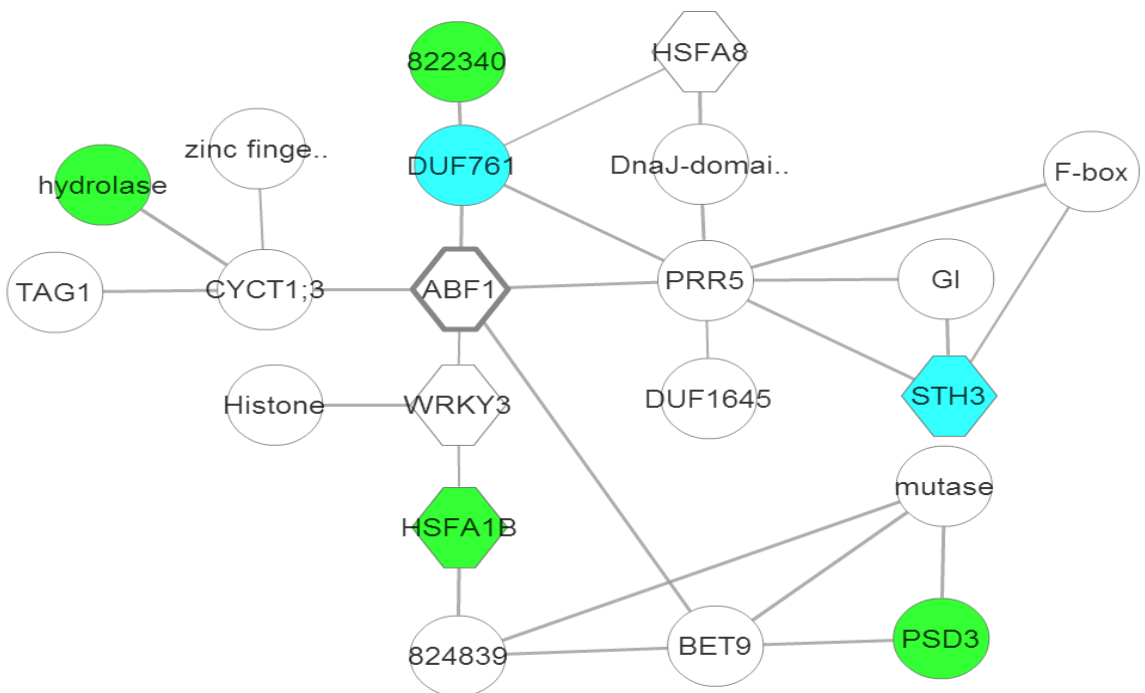 822340
HSFA8
zinc finge..
DUF761
DnaJ-domai..
F-box
hydrolase
TAG1
CYCT1;3
ABF1
PRR5
GI
Histone
WRKY3
DUF1645
STH3
mutase
HSFA1B
824839
BET9
PSD3